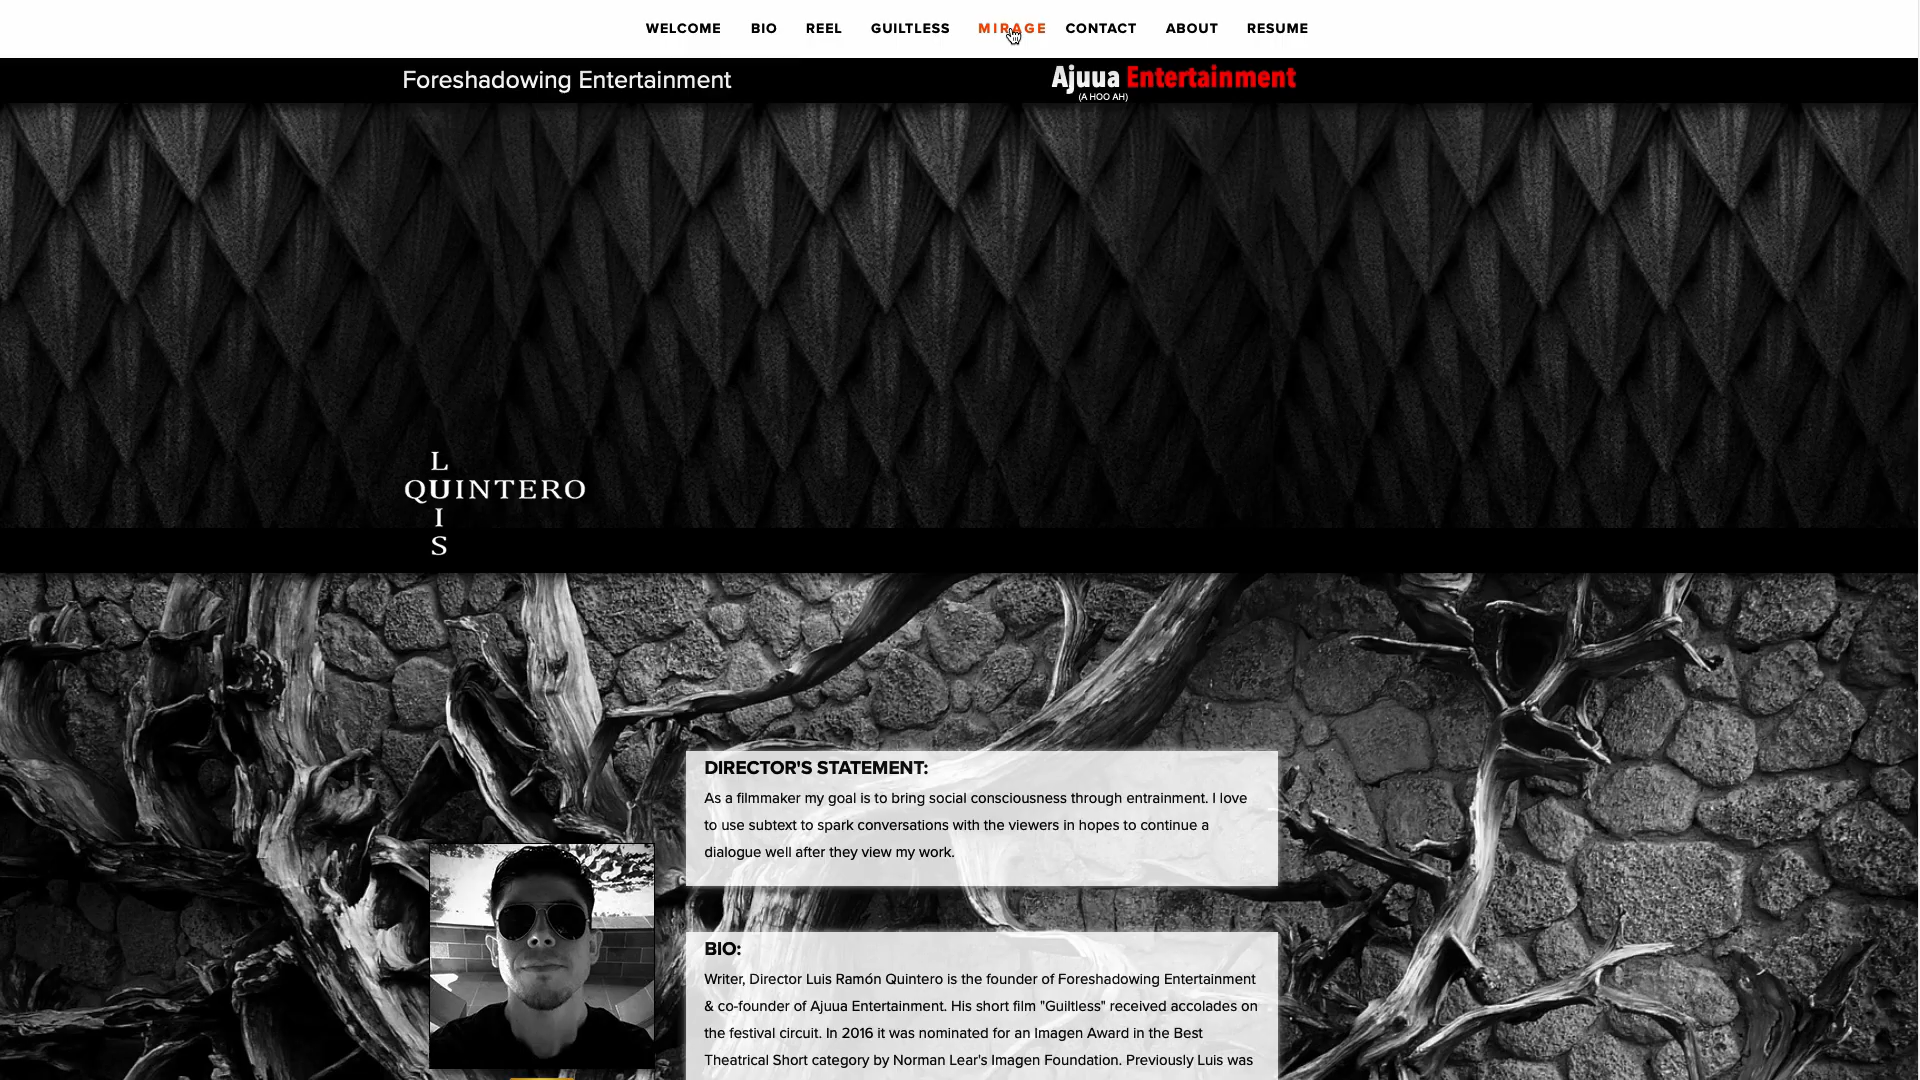 WELCOME BIO REEL GUILTLESS MIRAGE CONTACT ABOUT RESUME
Foreshadowing Entertainment
Ajuua Entertainment
(A HOO AH)
L
QUINTERO
I
S
DIRECTOR'S STATEMENT:
As a filmmaker my goal is to bring social consciousness through entrainment. I love
to use subtext to spark conversations with the viewers in hopes to continue a
dialogue well after they view my work.
BIO:
Writer, Director Luis Ramón Quintero is the founder of Foreshadowing Entertainment
& co-founder of Ajuua Entertainment. His short film "Guiltless" received accolades on
the festival circuit. In 2016 it was nominated for an Imagen Award in the Best
Theatrical Short category by Norman Lear's Imagen Foundation. Previously Luis was